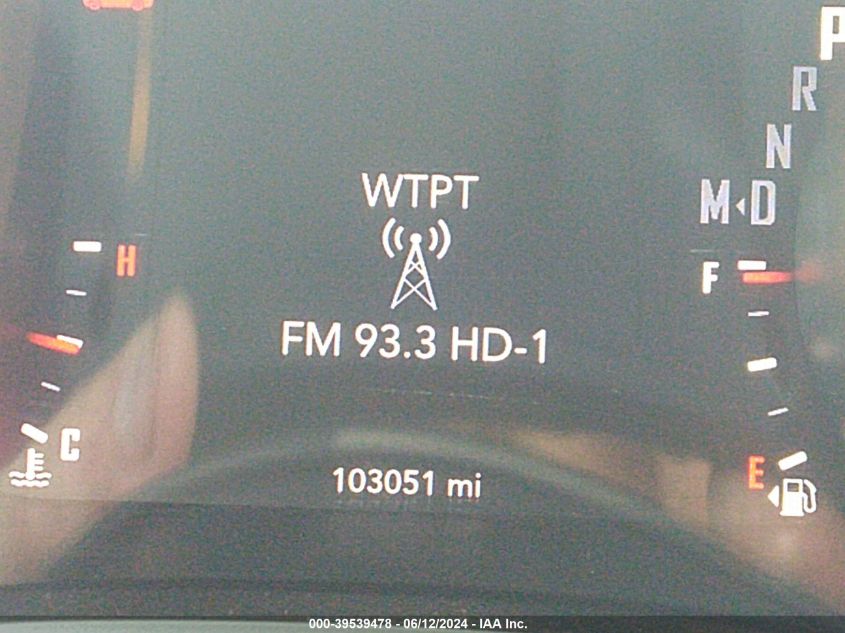 P
R
N
M D
WTPT
H
F
FM 93.3 HD-1
C
E
103051 mi
000-39539478 - 06/12/2024 - IAA Inc.